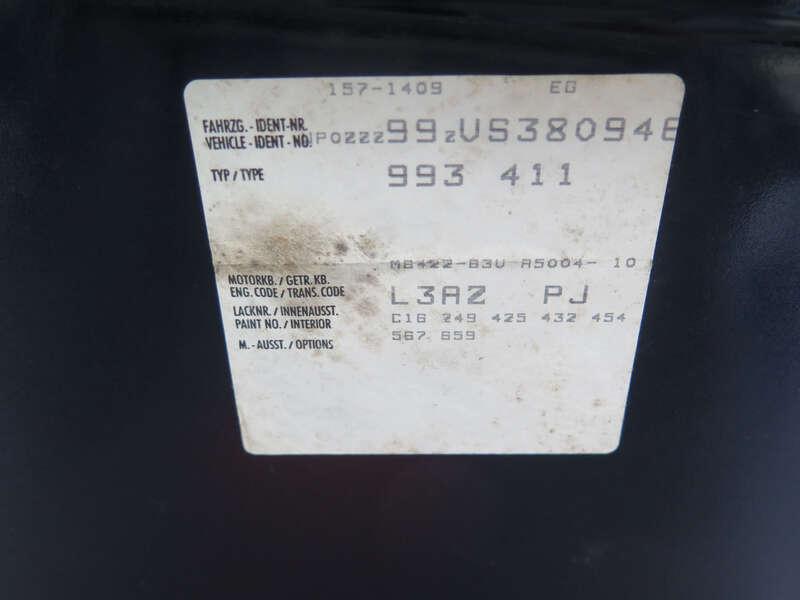 157-1409 EG
FAHRZG.-IDENT-NR.
VEHICLE-IDENT-NO. WP0ZZZ99ZVS380946
TYP/TYPE 993 411
M8422-B3V A5004- 10
MOTORKB./GETR.KB.
ENG.CODE/TRANS.CODE L3AZ PJ
LACKNR./INNENAUSST.
PAINT NO./INTERIOR C16 249 425 432 454
M.-AUSST./OPTIONS 567 659